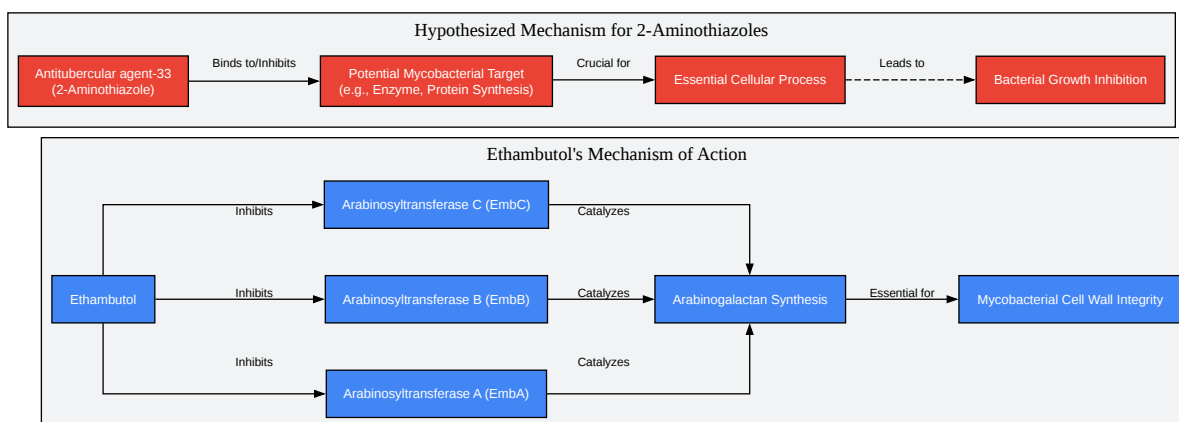 Hypothesized Mechanism for 2-Aminothiazoles
Antitubercular agent-33
(2-Aminothiazole)
Binds to/Inhibits
Potential Mycobacterial Target
(e.g., Enzyme, Protein Synthesis)
Crucial for
Essential Cellular Process
Leads to
Bacterial Growth Inhibition
Ethambutol's Mechanism of Action
Inhibits
Arabinosyltransferase C (EmbC)
Catalyzes
Ethambutol
Inhibits
Arabinosyltransferase B (EmbB)
Catalyzes
Arabinogalactan Synthesis
Essential for
Mycobacterial Cell Wall Integrity
Inhibits
Arabinosyltransferase A (EmbA)
Catalyzes